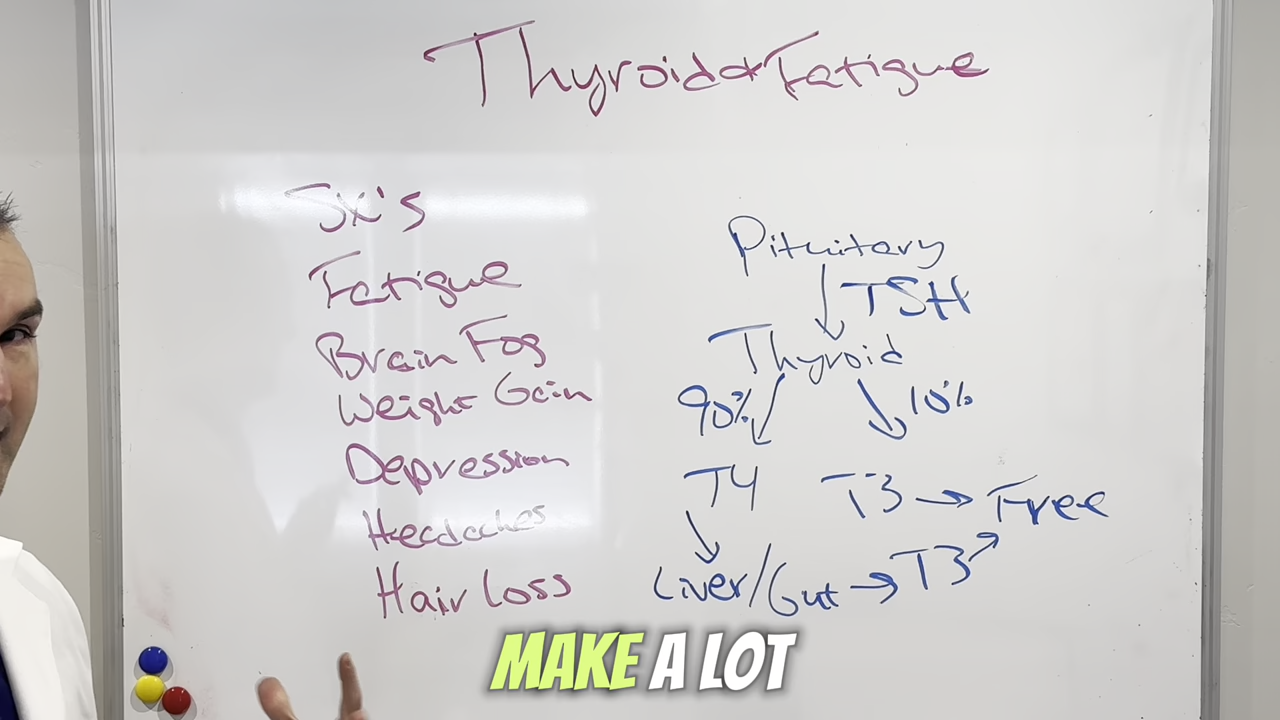 Thyroid & Fatigue
Sx's
Fatigue
Brain Fog
Weight Gain
Depression
Headaches
Hair Loss
Pituitary
↓ TSH
Thyroid
90% ↓ ↘ 10%
T4 T3 → Free
↓
Liver/Gut → T3 ↗
MAKE A LOT